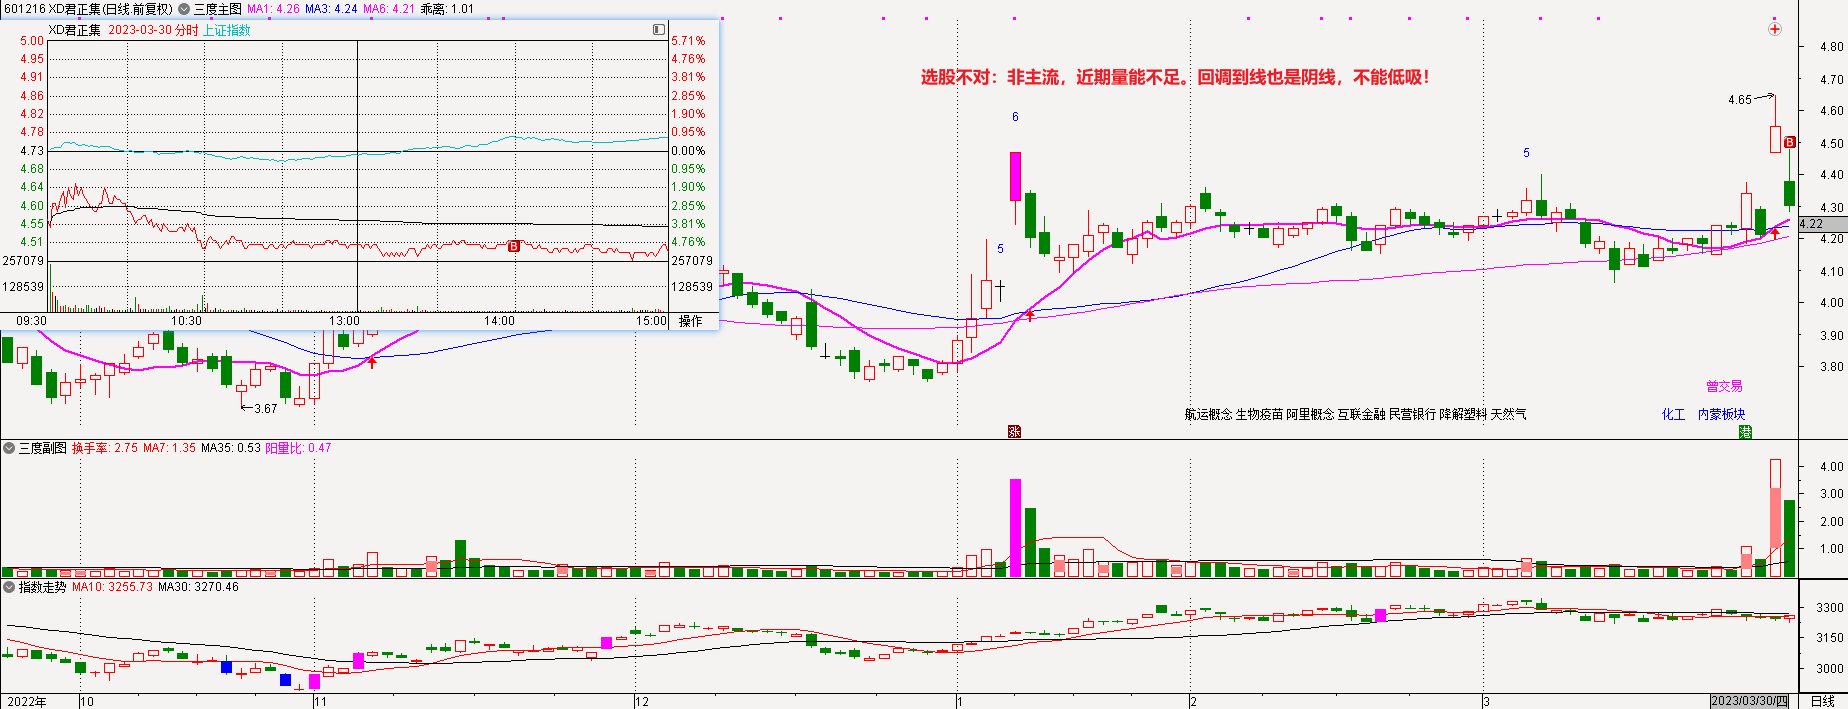 601216 XD君正集(日线.前复权) 三度主图 MA1: 4.26 MA3: 4.24 MA6: 4.21 乖离: 1.01
XD君正集 2023-03-30 分时 上证指数
5.00 5.71%
4.95 4.76%
4.91 3.81%
4.86 2.85%
4.82 1.90%
4.78 0.95%
4.73 0.00%
4.68 0.95%
4.64 1.90%
4.60 2.85%
4.55 3.81%
4.51 4.76%
257079 257079
128539 128539
09:30 10:30 13:00 14:00 15:00 操作
B
选股不对：非主流，近期量能不足。回调到线也是阴线，不能低吸！
6
5
5
4.65
B
3.67
4.80
4.70
4.60
4.50
4.40
4.30
4.22
4.20
4.10
4.00
3.90
3.80
曾交易
航运概念 生物疫苗 阿里概念 互联金融 民营银行 降解塑料 天然气
化工 内蒙板块
涨
港
三度副图 换手率: 2.75 MA7: 1.35 MA35: 0.53 阳量比: 0.47
4.00
3.00
2.00
1.00
指数走势 MA10: 3255.73 MA30: 3270.46
3300
3150
3000
2022年 10 11 12 1 2 3 2023/03/30/四 日线